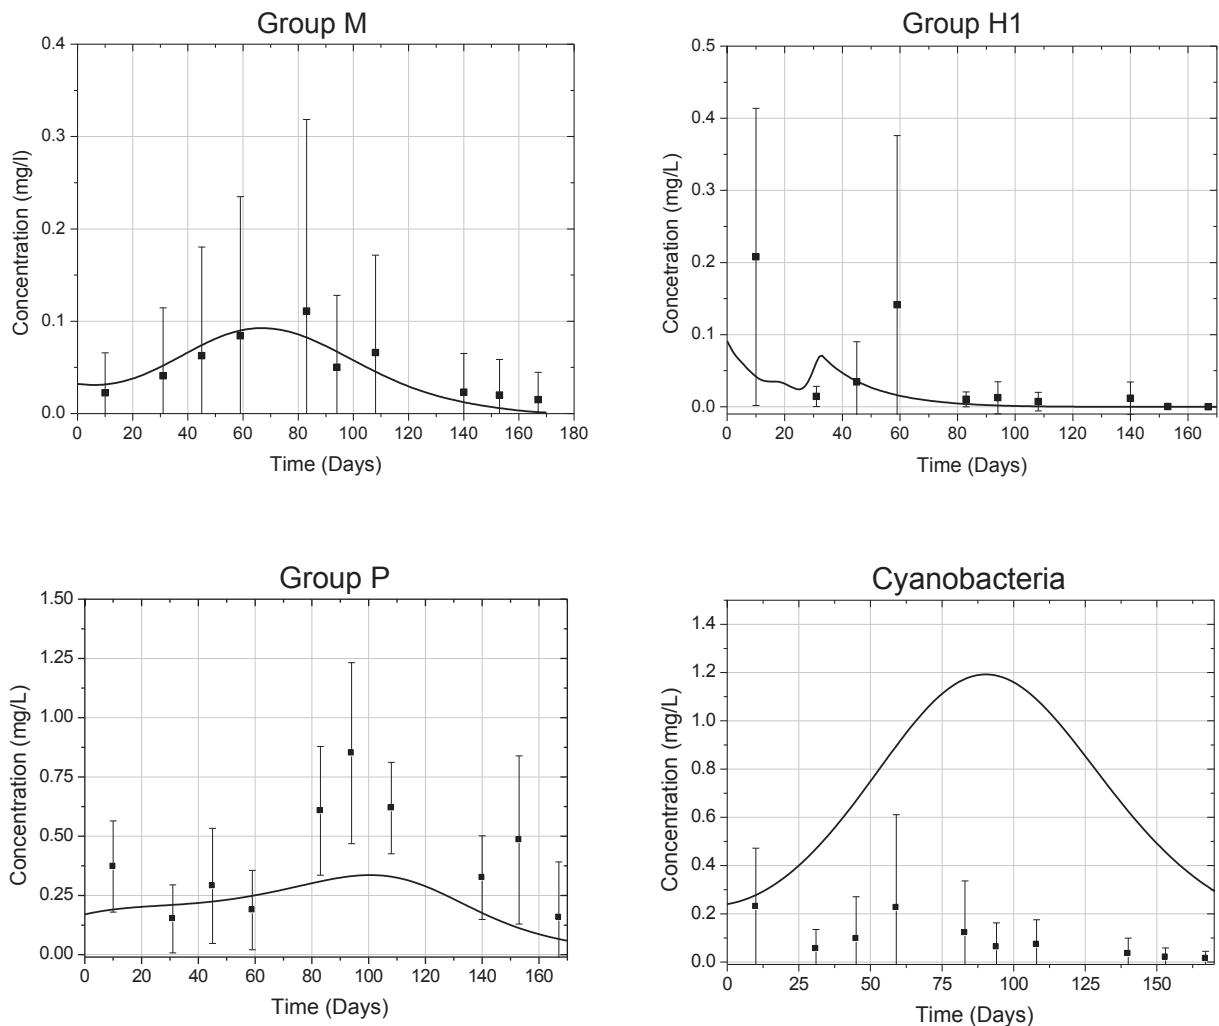 Group M
Concentration (mg/l)
0.4
0.3
0.2
0.1
0.0
0 20 40 60 80 100 120 140 160 180
Time (Days)
Group H1
Concetration (mg/L)
0.5
0.4
0.3
0.2
0.1
0.0
0 20 40 60 80 100 120 140 160
Time (Days)
Group P
Concentration (mg/L)
1.50
1.25
1.00
0.75
0.50
0.25
0.00
0 20 40 60 80 100 120 140 160
Time (Days)
Cyanobacteria
Concentration (mg/L)
1.4
1.2
1.0
0.8
0.6
0.4
0.2
0.0
0 25 50 75 100 125 150
Time (Days)